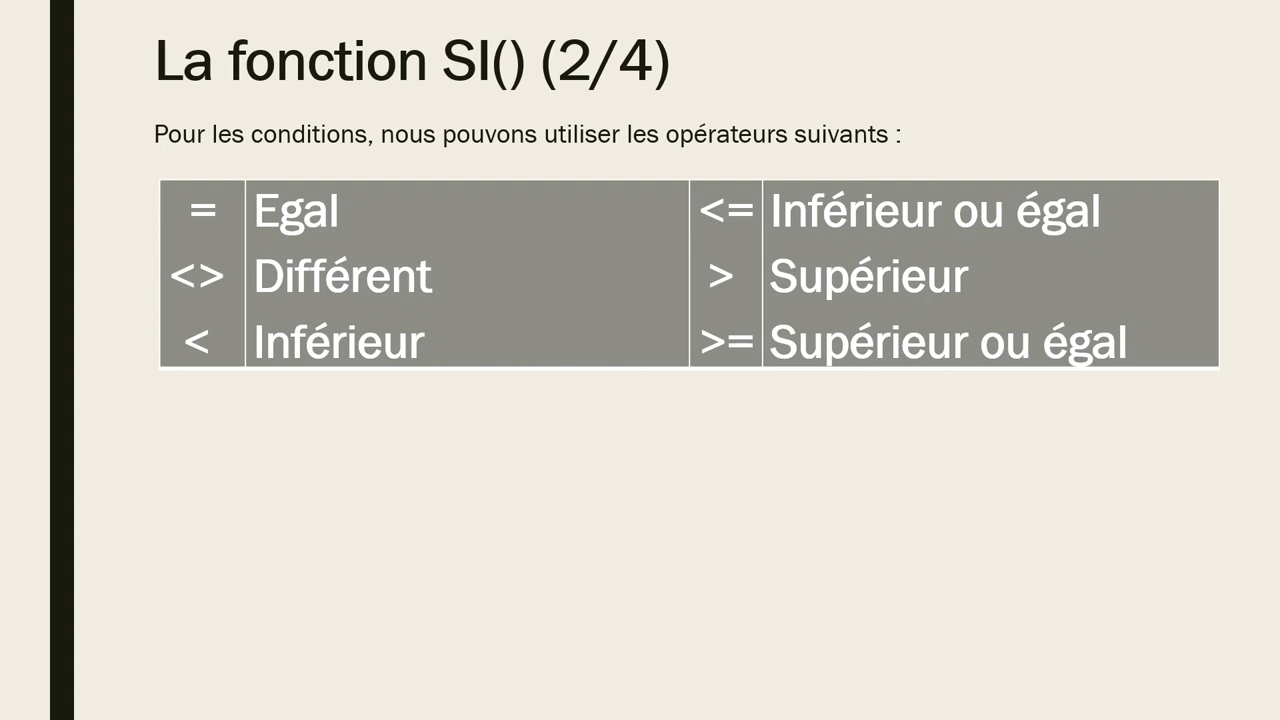 La fonction SI() (2/4)
Pour les conditions, nous pouvons utiliser les opérateurs suivants :
= Egal <= Inférieur ou égal
<> Différent > Supérieur
< Inférieur >= Supérieur ou égal